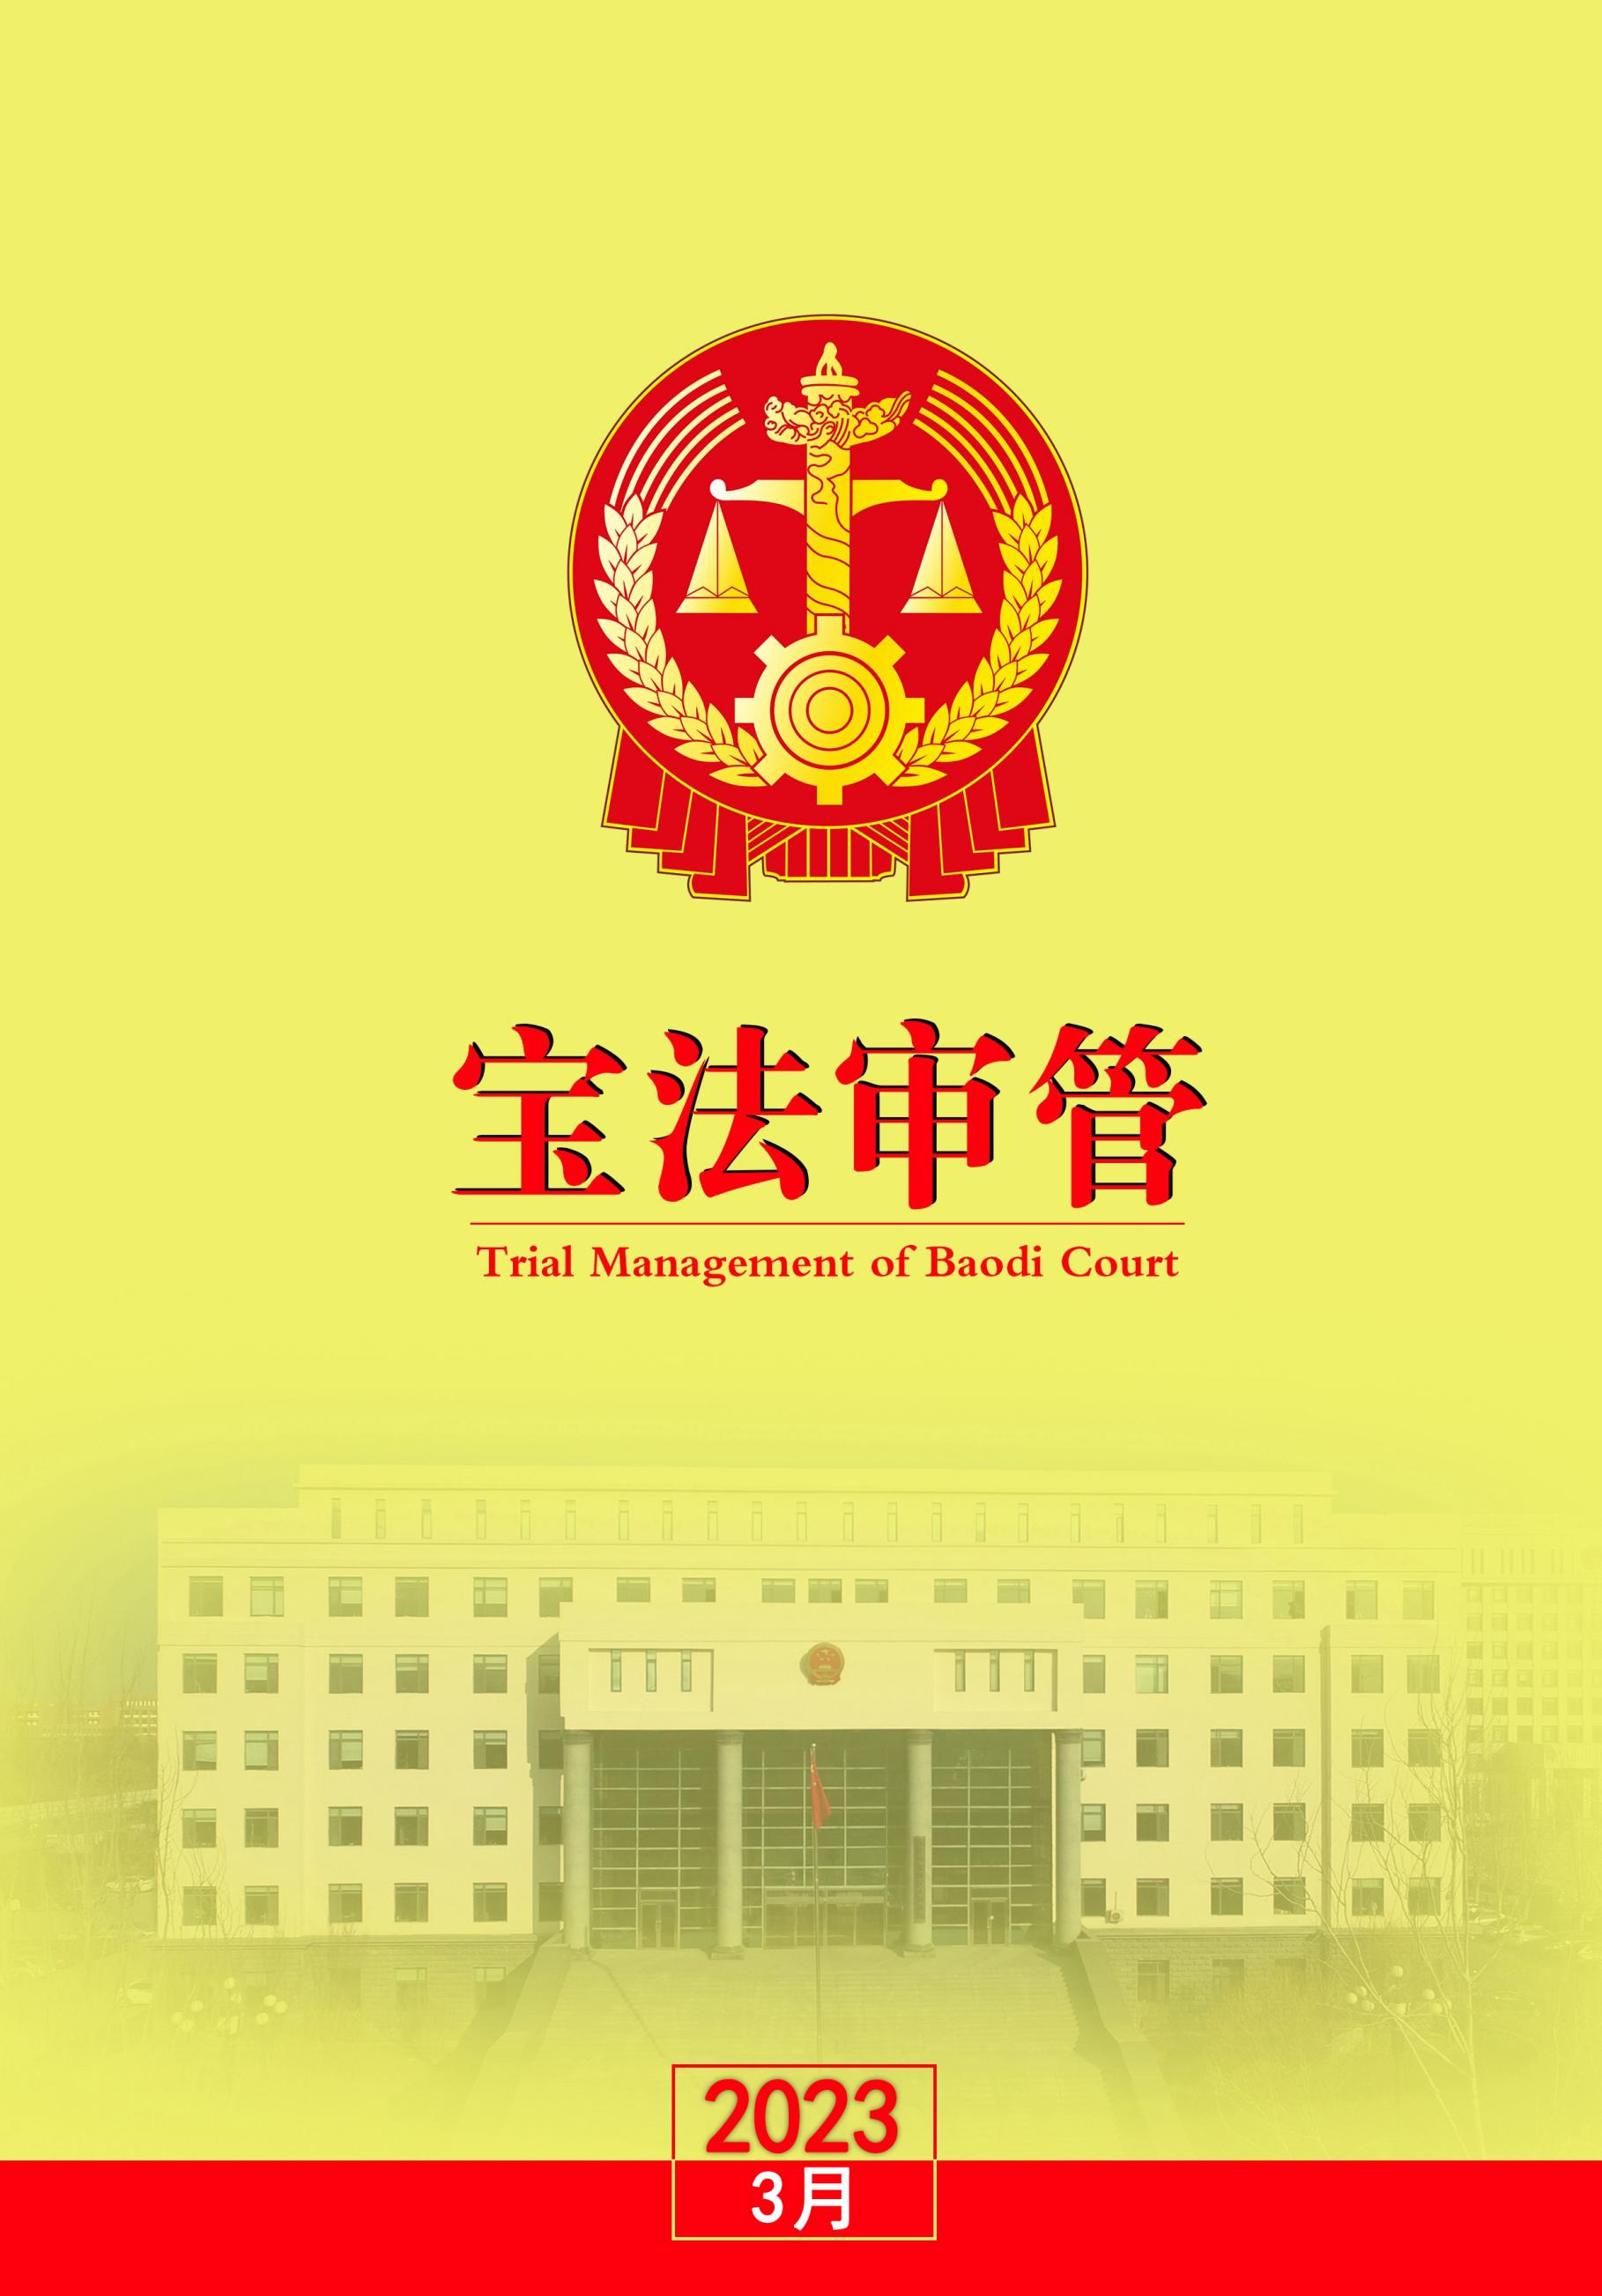 宝法审管
Trial Management of Baodi Court
2023
3月